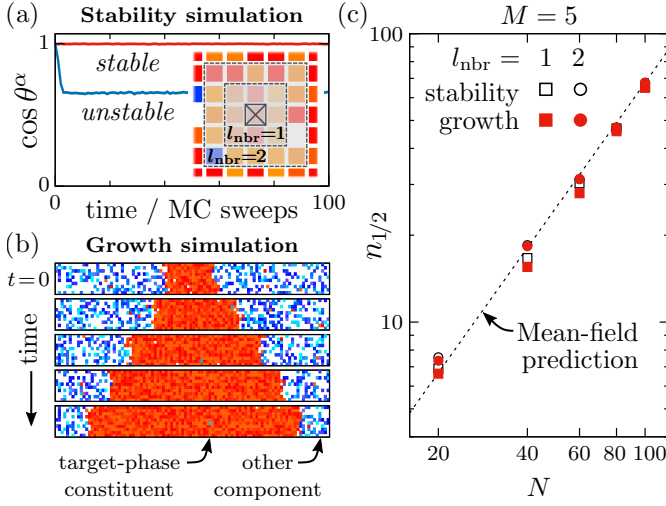 (a) Stability simulation
1
stable
unstable
cos θ^α
0
l_nbr=1
l_nbr=2
0
100
time / MC sweeps
(b) Growth simulation
t=0
time
target-phase
constituent
other
component
(c) M = 5
100
l_nbr = 1 2
stability
growth
n_1/2
10
Mean-field
prediction
20 40 60 80 100
N